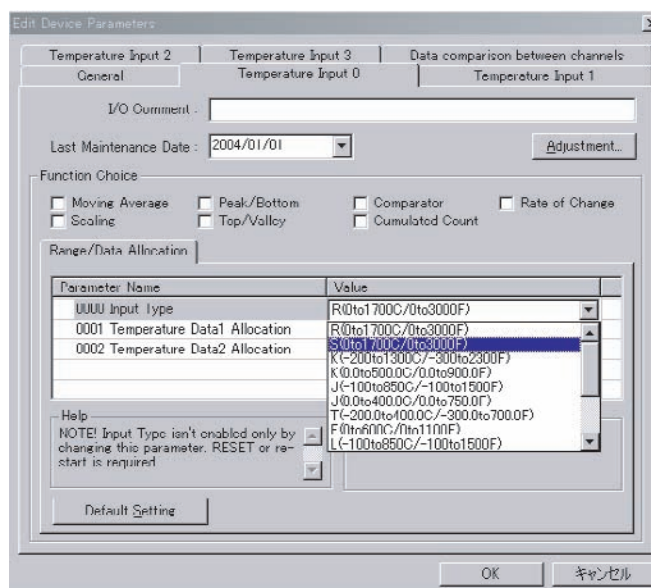 Edit Device Parameters
Temperature Input 2
Temperature Input 3
Data comparison between channels
General
Temperature Input 0
Temperature Input 1
I/O Comment :
Last Maintenance Date :
2004/01/01
Adjustment...
Function Choice
Moving Average
Peak/Bottom
Comparator
Rate of Change
Scaling
Top/Valley
Cumulated Count
Range/Data Allocation
Parameter Name
Value
0000 Input Type
R(0to1700C/0to3000F)
0001 Temperature Data1 Allocation
0002 Temperature Data2 Allocation
R(0to1700C/0to3000F)
S(0to1700C/0to3000F)
K(-200to1300C/-300to2300F)
K(0.0to500.0C/0.0to900.0F)
J(-100to850C/-100to1500F)
J(0.0to400.0C/0.0to750.0F)
T(-200.0to400.0C/-300.0to700.0F)
E(0to600C/0to1100F)
L(-100to850C/-100to1500F)
Help
NOTE! Input Type isn't enabled only by
changing this parameter. RESET or re-
start is required
Default Setting
OK
キャンセル